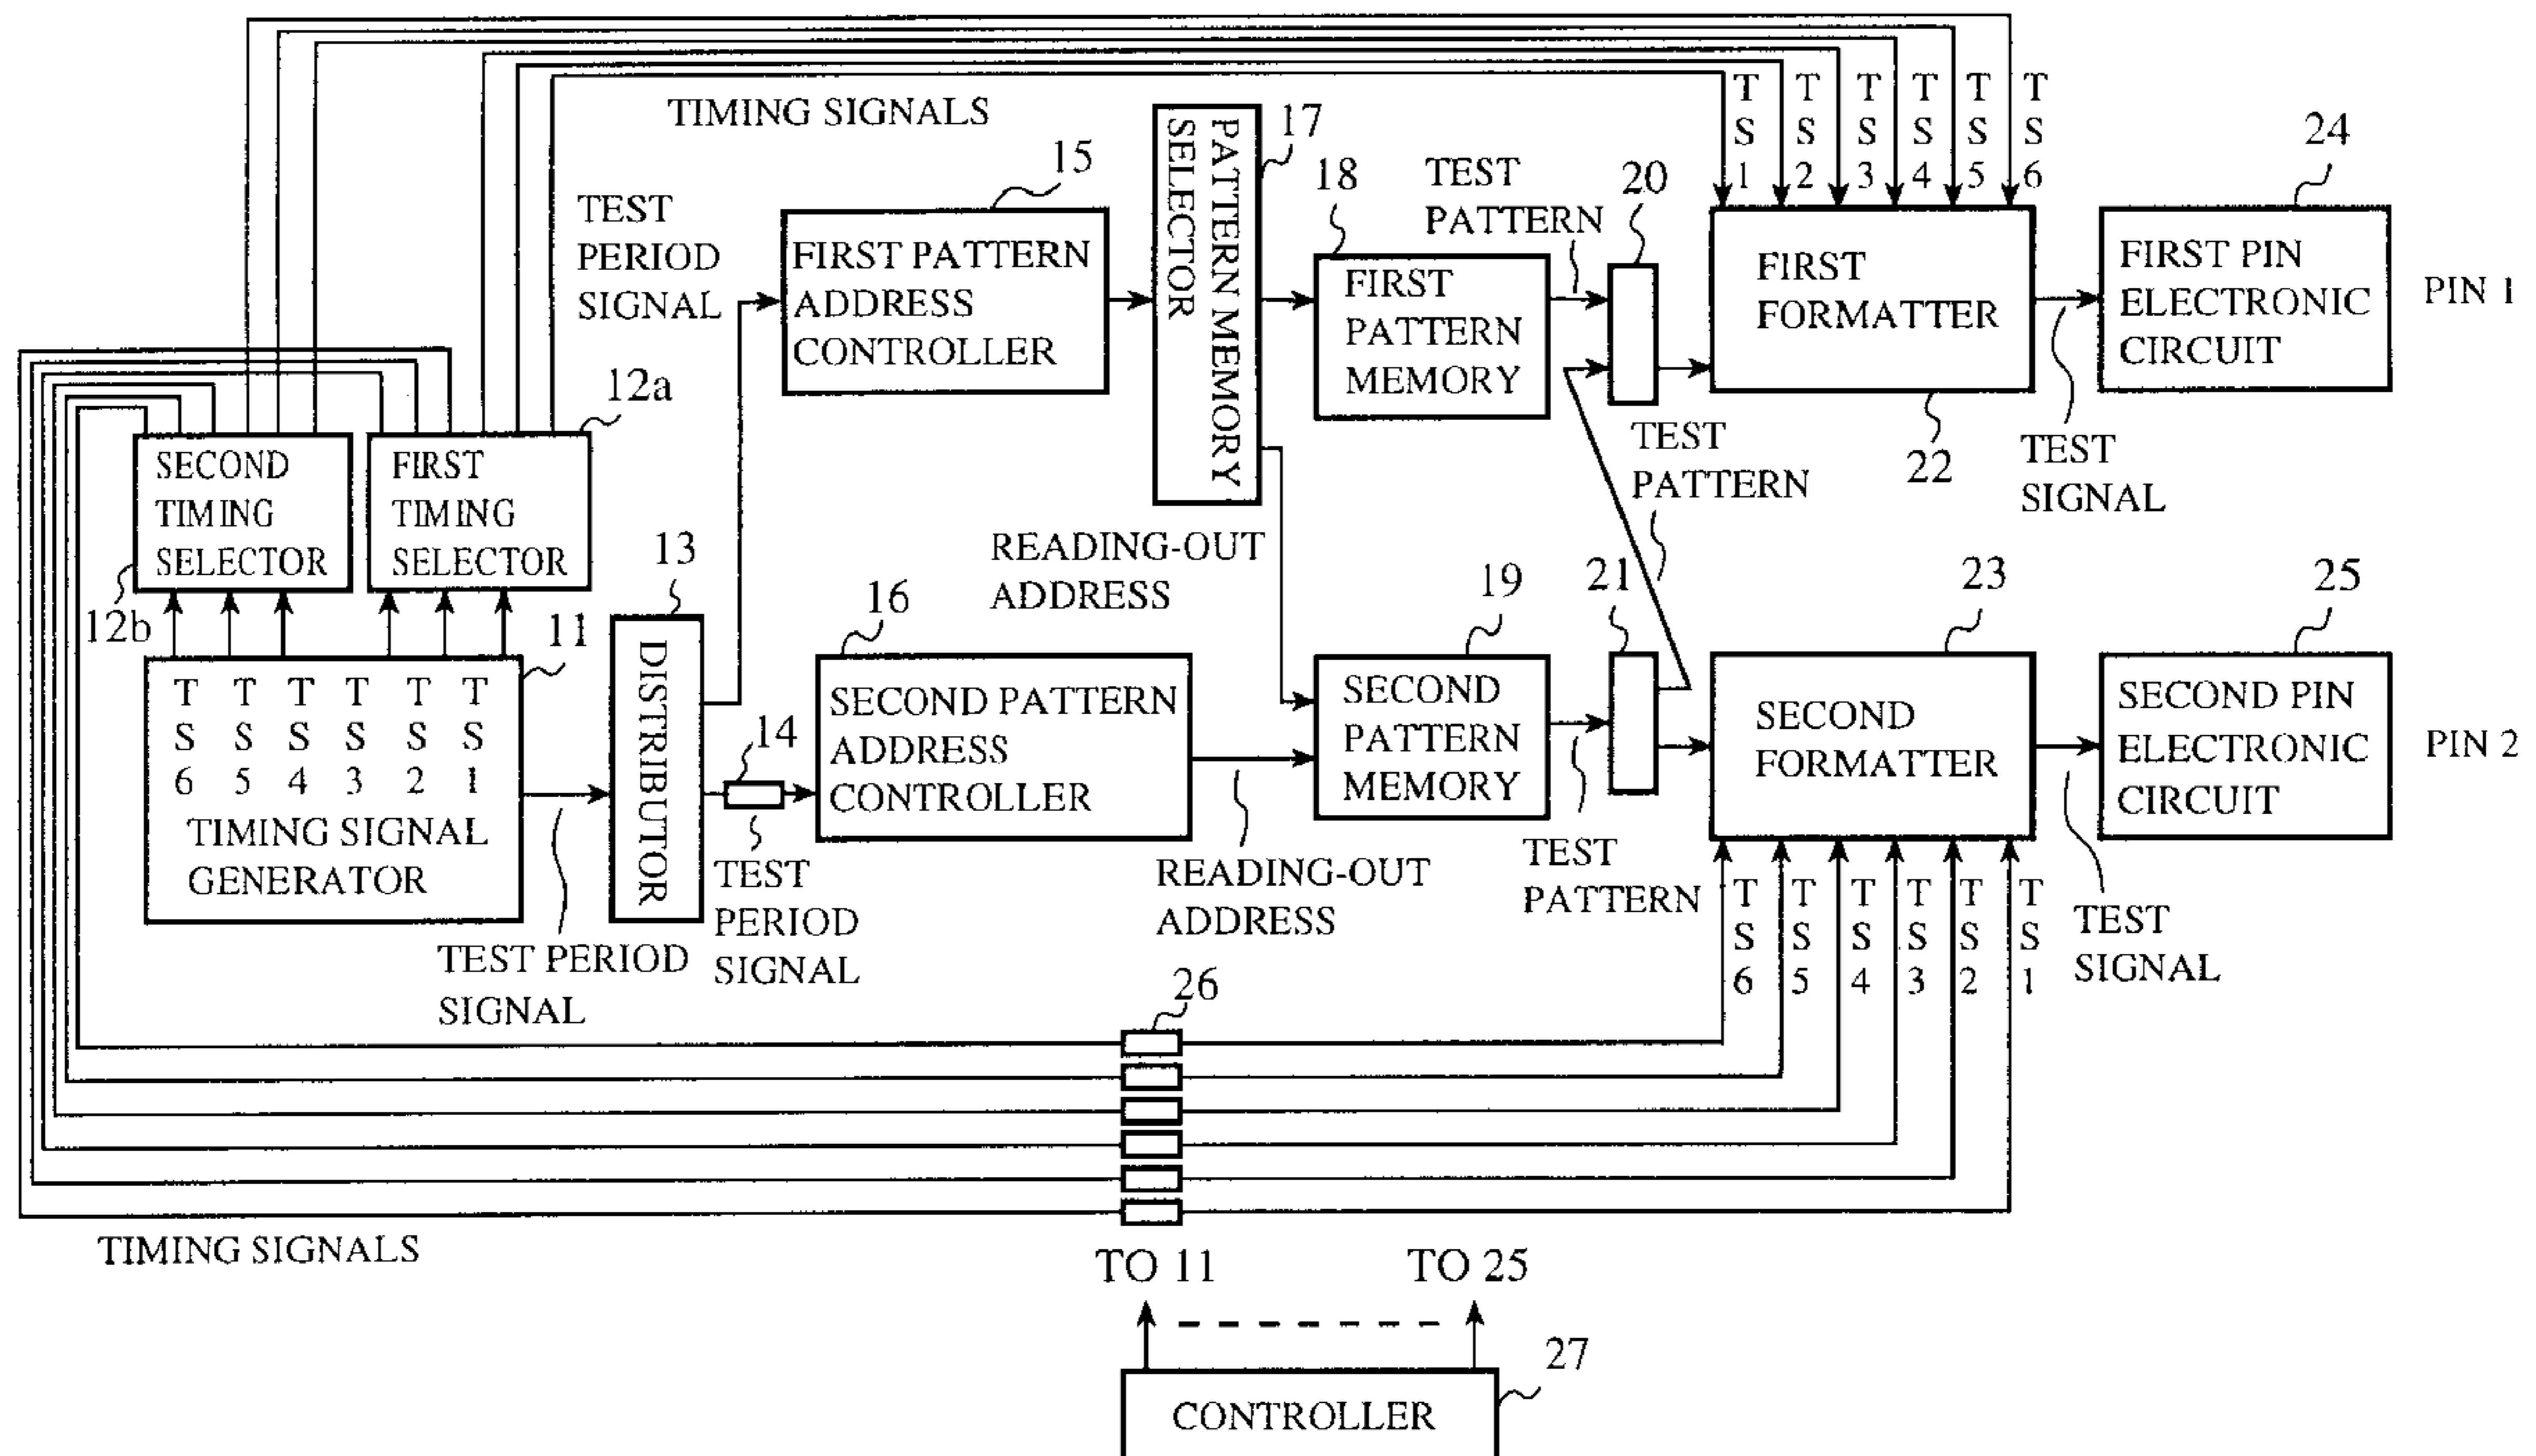 TIMING SIGNALS
TEST
PERIOD
SIGNAL
15
FIRST PATTERN
ADDRESS
CONTROLLER
17
PATTERN MEMORY
SELECTOR
18
FIRST
PATTERN
MEMORY
TEST
PATTERN
20
T
S
1
T
S
2
T
S
3
T
S
4
T
S
5
T
S
6
FIRST
FORMATTER
22
24
FIRST PIN
ELECTRONIC
CIRCUIT
PIN 1
TEST
SIGNAL
TEST
PATTERN
12a
SECOND
TIMING
SELECTOR
12b
FIRST
TIMING
SELECTOR
11
T
S
6
T
S
5
T
S
4
T
S
3
T
S
2
T
S
1
TIMING SIGNAL
GENERATOR
TEST PERIOD
SIGNAL
13
DISTRIBUTOR
14
TEST
PERIOD
SIGNAL
16
SECOND PATTERN
ADDRESS
CONTROLLER
READING-OUT
ADDRESS
READING-OUT
ADDRESS
19
SECOND
PATTERN
MEMORY
21
TEST
PATTERN
23
SECOND
FORMATTER
25
SECOND PIN
ELECTRONIC
CIRCUIT
PIN 2
T
S
6
T
S
5
T
S
4
T
S
3
T
S
2
T
S
1
TEST
SIGNAL
26
TIMING SIGNALS
TO 11
TO 25
27
CONTROLLER